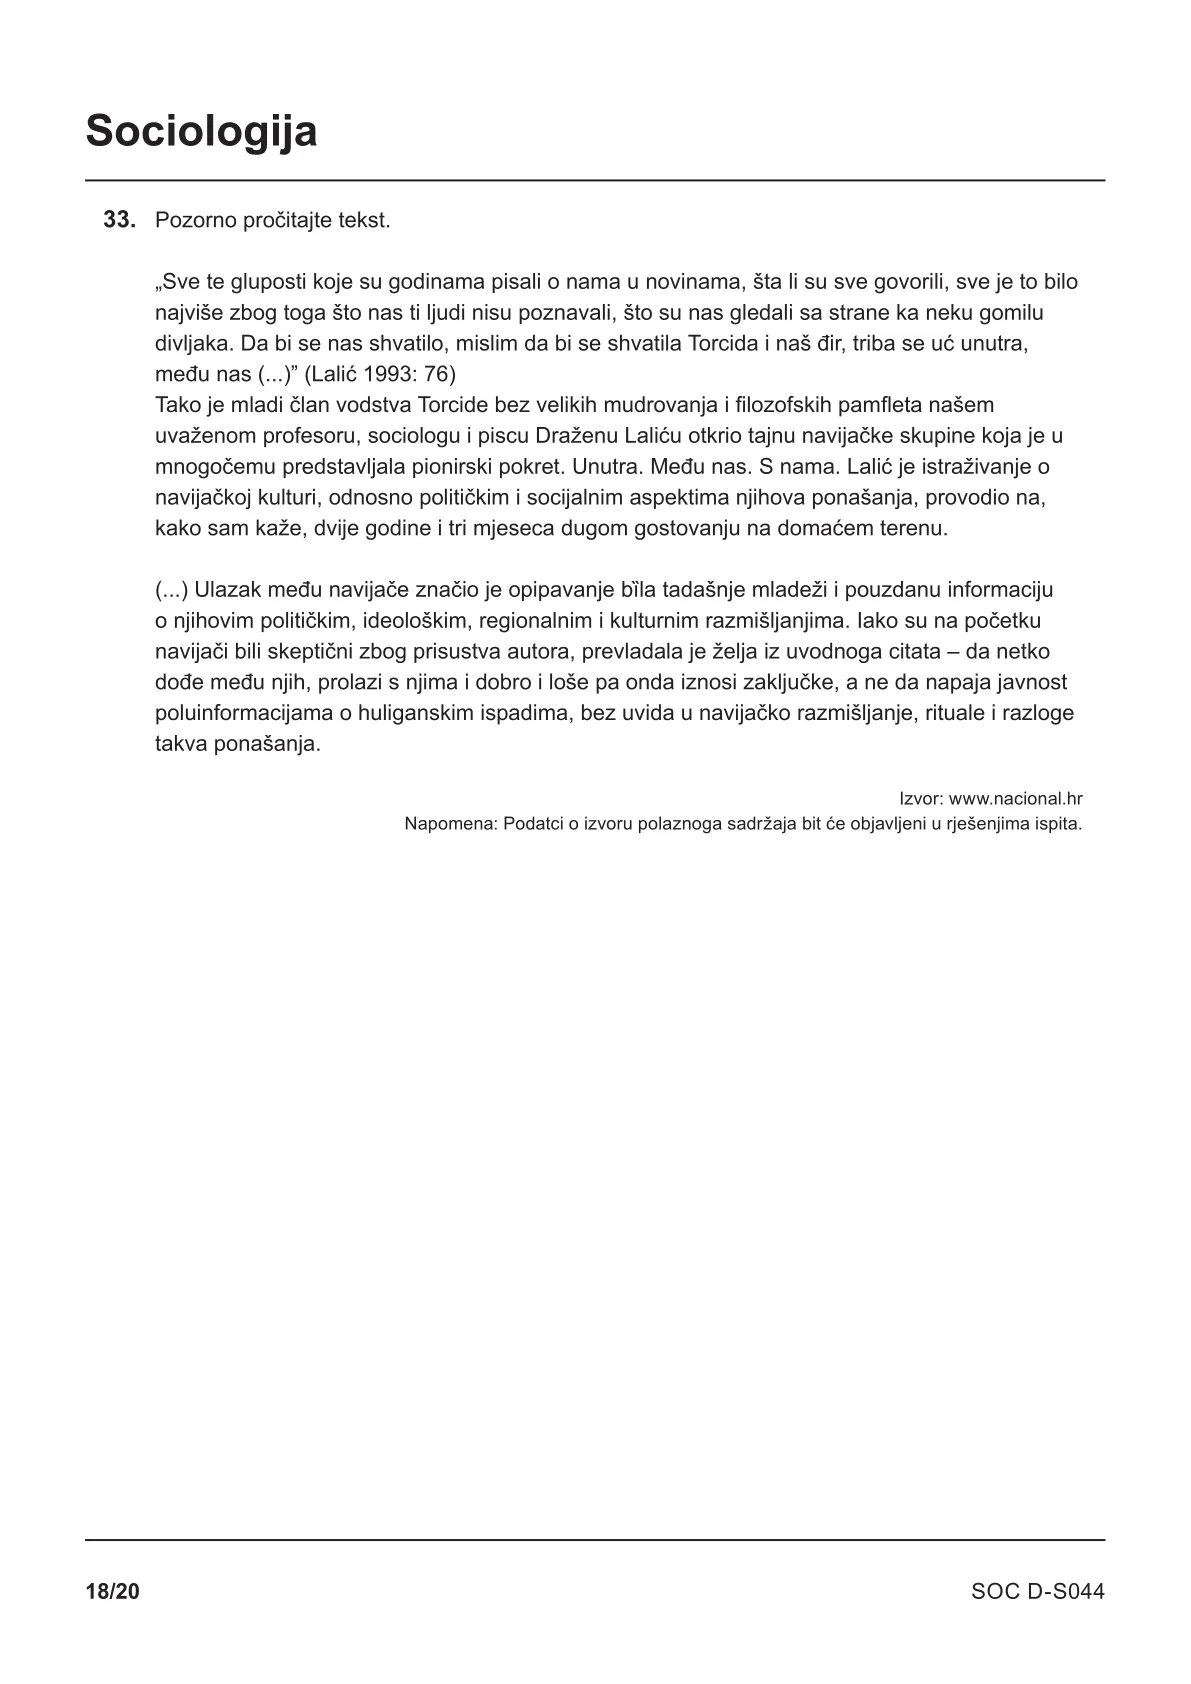 Sociologija
33. Pozorno pročitajte tekst.
„Sve te gluposti koje su godinama pisali o nama u novinama, šta li su sve govorili, sve je to bilo
najviše zbog toga što nas ti ljudi nisu poznavali, što su nas gledali sa strane ka neku gomilu
divljaka. Da bi se nas shvatilo, mislim da bi se shvatila Torcida i naš đir, triba se uć unutra,
među nas (...)” (Lalić 1993: 76)
Tako je mladi član vodstva Torcide bez velikih mudrovanja i filozofskih pamfleta našem
uvaženom profesoru, sociologu i piscu Draženu Laliću otkrio tajnu navijačke skupine koja je u
mnogočemu predstavljala pionirski pokret. Unutra. Među nas. S nama. Lalić je istraživanje o
navijačkoj kulturi, odnosno političkim i socijalnim aspektima njihova ponašanja, provodio na,
kako sam kaže, dvije godine i tri mjeseca dugom gostovanju na domaćem terenu.
(...) Ulazak među navijače značio je opipavanje bȉla tadašnje mladeži i pouzdanu informaciju
o njihovim političkim, ideološkim, regionalnim i kulturnim razmišljanjima. Iako su na početku
navijači bili skeptični zbog prisustva autora, prevladala je želja iz uvodnoga citata – da netko
dođe među njih, prolazi s njima i dobro i loše pa onda iznosi zaključke, a ne da napaja javnost
poluinformacijama o huliganskim ispadima, bez uvida u navijačko razmišljanje, rituale i razloge
takva ponašanja.
Izvor: www.nacional.hr
Napomena: Podatci o izvoru polaznoga sadržaja bit će objavljeni u rješenjima ispita.
18/20
SOC D-S044